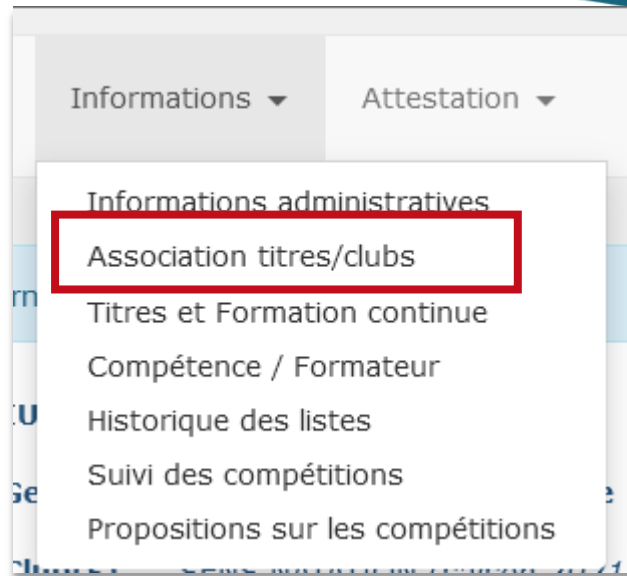 Informations Attestation
Informations administratives
Association titres/clubs
Titres et Formation continue
Compétence / Formateur
Historique des listes
Suivi des compétitions
Propositions sur les compétitions